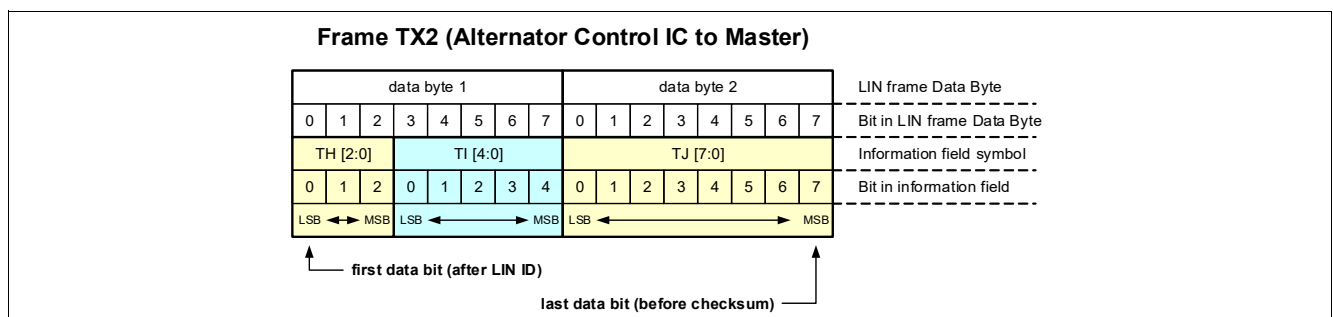 Frame TX2 (Alternator Control IC to Master)
data byte 1 data byte 2 LIN frame Data Byte
0 1 2 3 4 5 6 7 0 1 2 3 4 5 6 7 Bit in LIN frame Data Byte
TH [2:0] TI [4:0] TJ [7:0] Information field symbol
0 1 2 0 1 2 3 4 0 1 2 3 4 5 6 7 Bit in information field
LSB MSB LSB MSB LSB MSB
first data bit (after LIN ID)
last data bit (before checksum)